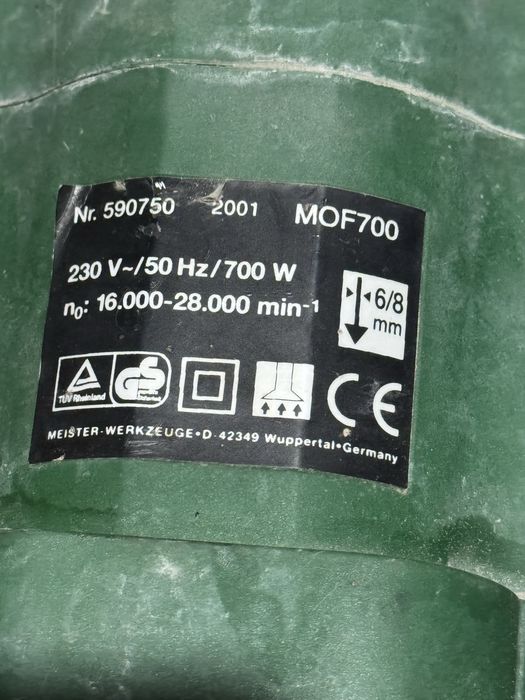 Nr. 590750 2001 MOF700
230 V~/50 Hz/700 W
n₀: 16.000-28.000 min⁻¹
6/8
mm
TÜV Rheinland
GS
CE
MEISTER-WERKZEUGE•D-42349 Wuppertal•Germany